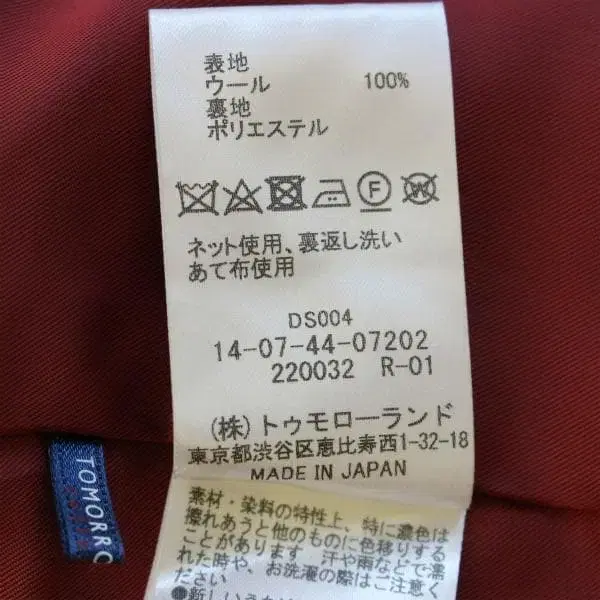 表地
ウール 100%
裏地
ポリエステル
F
W
ネット使用、裏返し洗い
あて布使用
DS004
14-07-44-07202
220032 R-01
(株)トゥモローランド
東京都渋谷区恵比寿西1-32-18
MADE IN JAPAN
TOMORRO
素材・染料の特性上、特に濃色は
擦れあうと他のものに色移りする
ことがあります 汗や雨などで濡
れた時や、お洗濯の際はご注意く
ださい
●新しい